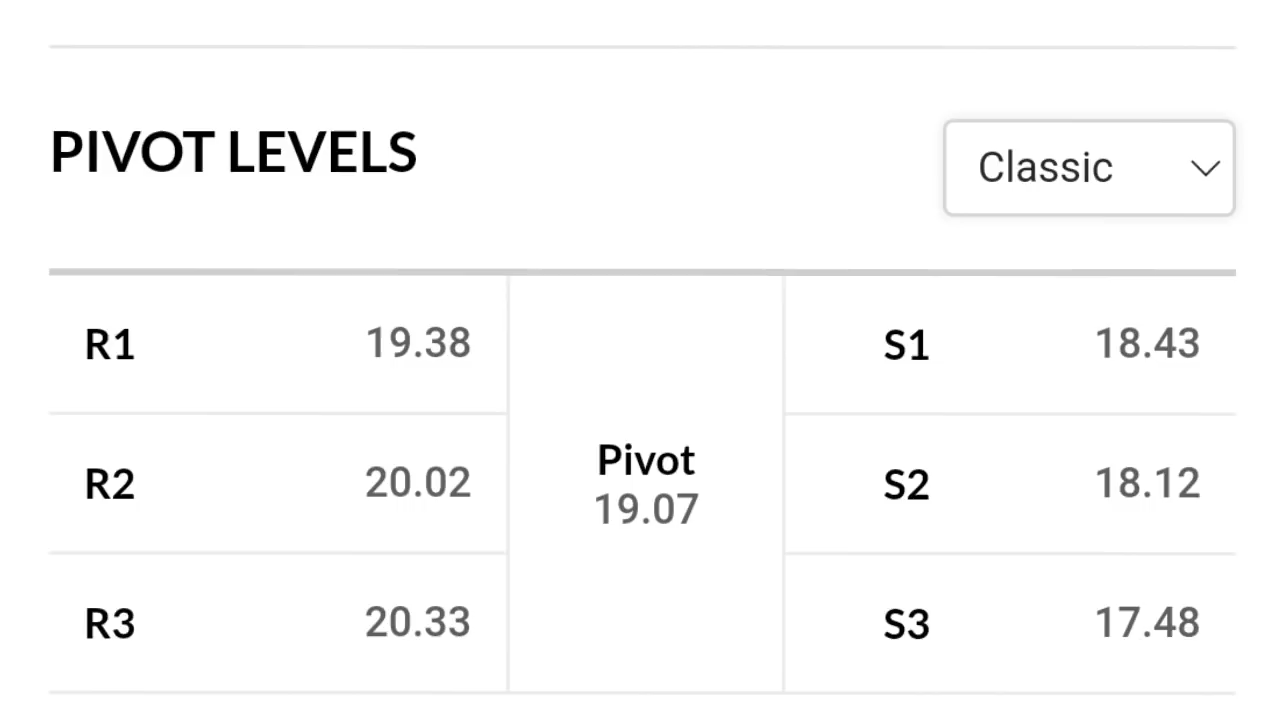 PIVOT LEVELS
Classic
R1 19.38
R2 20.02
R3 20.33
Pivot
19.07
S1 18.43
S2 18.12
S3 17.48